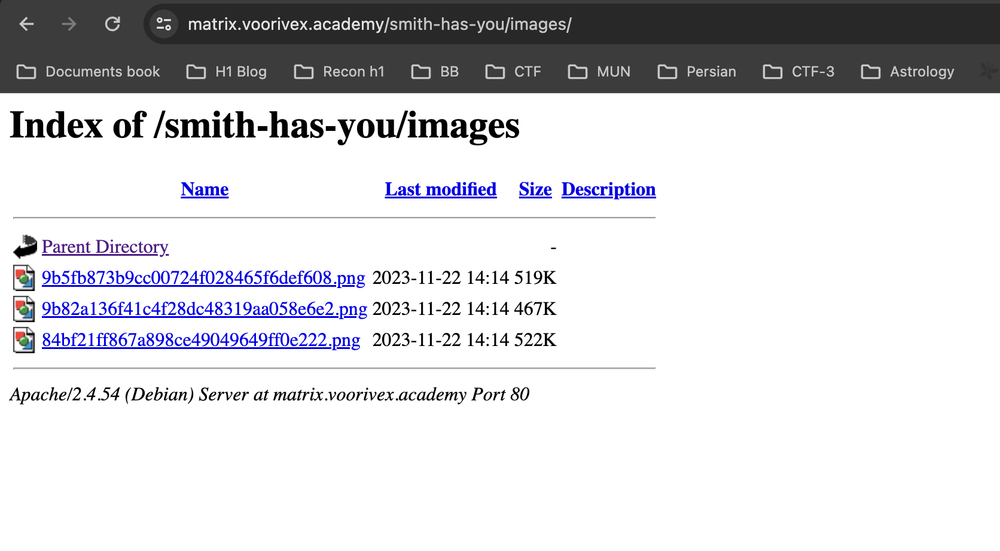 matrix.voorivex.academy/smith-has-you/images/
Documents book H1 Blog Recon h1 BB CTF MUN Persian CTF-3 Astrology
Index of /smith-has-you/images
Name Last modified Size Description
Parent Directory -
9b5fb873b9cc00724f028465f6def608.png 2023-11-22 14:14 519K
9b82a136f41c4f28dc48319aa058e6e2.png 2023-11-22 14:14 467K
84bf21ff867a898ce49049649ff0e222.png 2023-11-22 14:14 522K
Apache/2.4.54 (Debian) Server at matrix.voorivex.academy Port 80